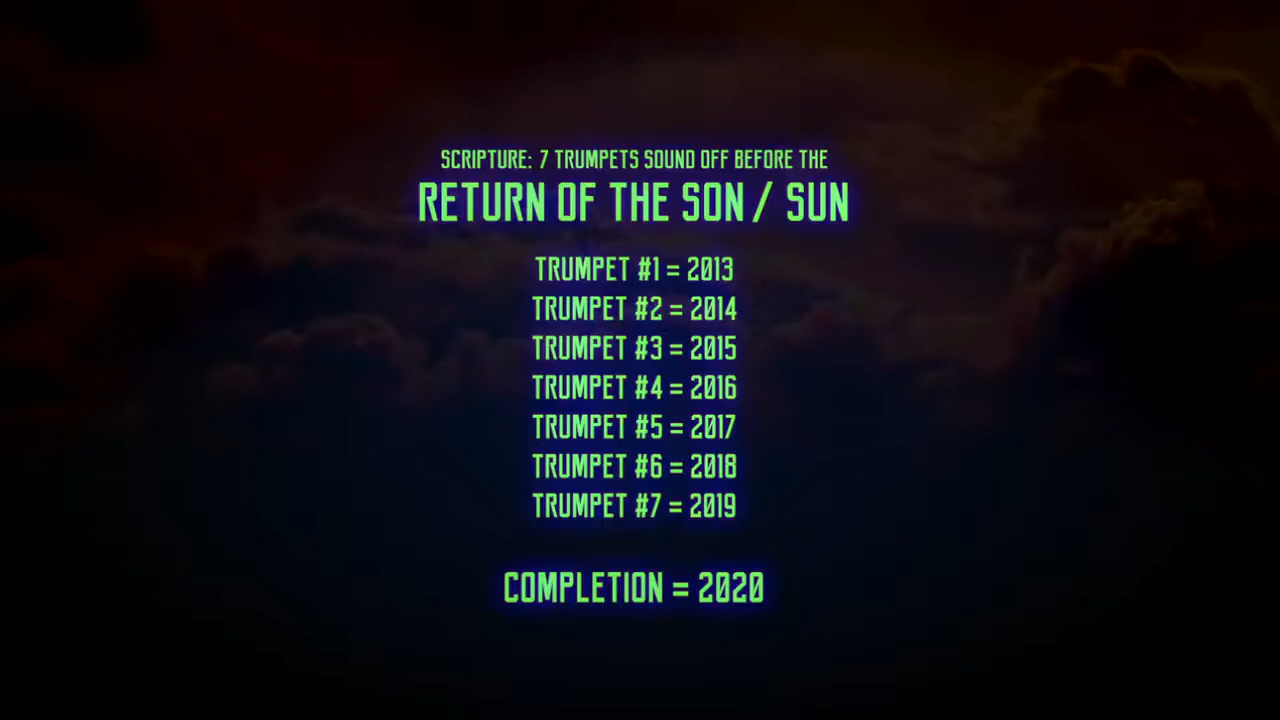 SCRIPTURE: 7 TRUMPETS SOUND OFF BEFORE THE
RETURN OF THE SON / SUN
TRUMPET #1 = 2013
TRUMPET #2 = 2014
TRUMPET #3 = 2015
TRUMPET #4 = 2016
TRUMPET #5 = 2017
TRUMPET #6 = 2018
TRUMPET #7 = 2019
COMPLETION = 2020